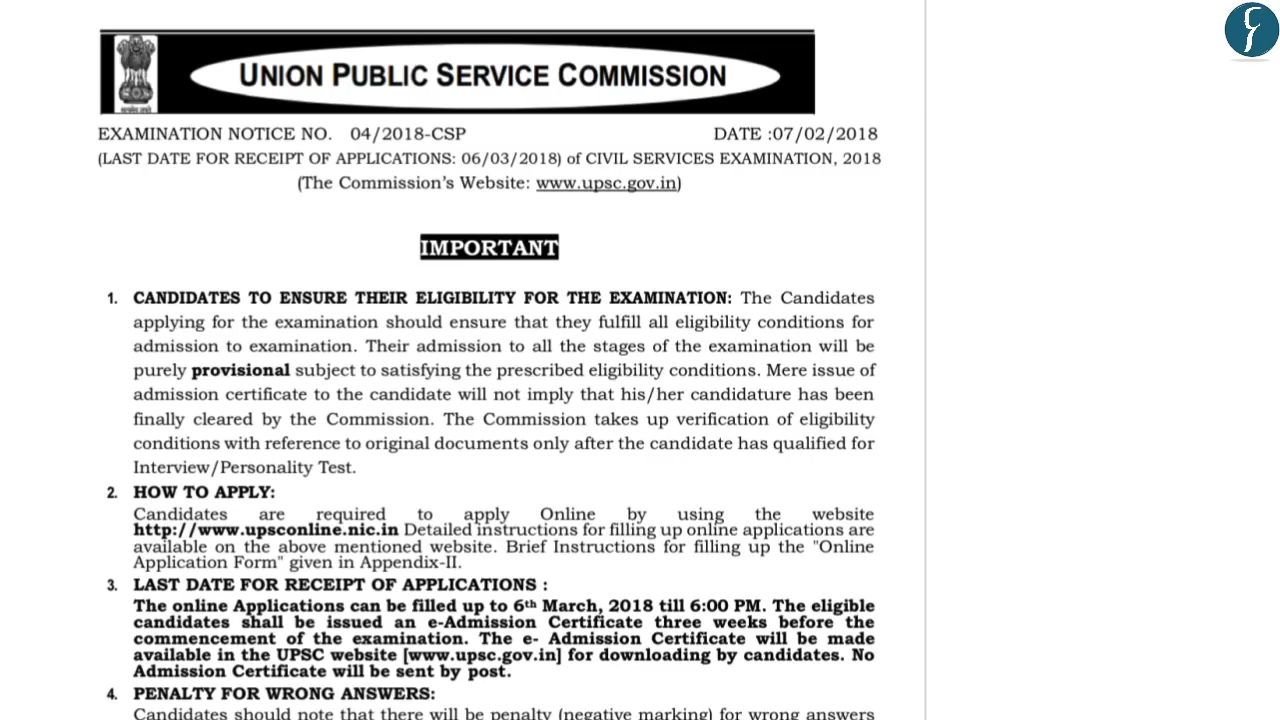 UNION PUBLIC SERVICE COMMISSION
EXAMINATION NOTICE NO. 04/2018-CSP DATE :07/02/2018
(LAST DATE FOR RECEIPT OF APPLICATIONS: 06/03/2018) of CIVIL SERVICES EXAMINATION, 2018
(The Commission's Website: www.upsc.gov.in)
IMPORTANT
1. CANDIDATES TO ENSURE THEIR ELIGIBILITY FOR THE EXAMINATION: The Candidates
applying for the examination should ensure that they fulfill all eligibility conditions for
admission to examination. Their admission to all the stages of the examination will be
purely provisional subject to satisfying the prescribed eligibility conditions. Mere issue of
admission certificate to the candidate will not imply that his/her candidature has been
finally cleared by the Commission. The Commission takes up verification of eligibility
conditions with reference to original documents only after the candidate has qualified for
Interview/Personality Test.
2. HOW TO APPLY:
Candidates are required to apply Online by using the website
http://www.upsconline.nic.in Detailed instructions for filling up online applications are
available on the above mentioned website. Brief Instructions for filling up the "Online
Application Form" given in Appendix-II.
3. LAST DATE FOR RECEIPT OF APPLICATIONS :
The online Applications can be filled up to 6th March, 2018 till 6:00 PM. The eligible
candidates shall be issued an e-Admission Certificate three weeks before the
commencement of the examination. The e- Admission Certificate will be made
available in the UPSC website [www.upsc.gov.in] for downloading by candidates. No
Admission Certificate will be sent by post.
4. PENALTY FOR WRONG ANSWERS:
Candidates should note that there will be penalty (negative marking) for wrong answers